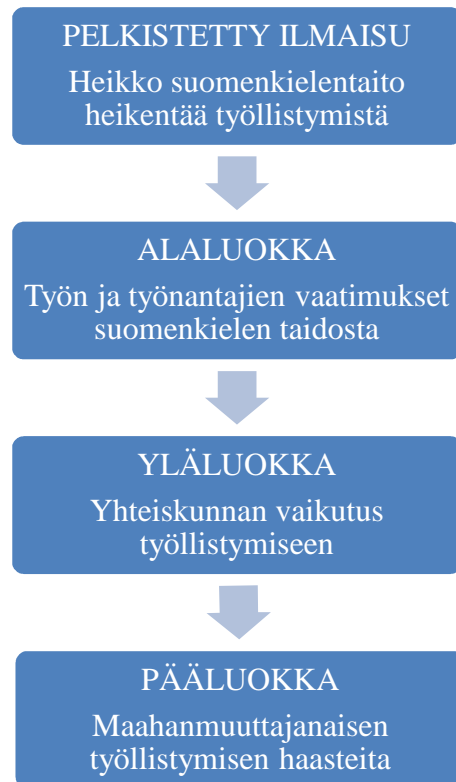 PELKISTETTY ILMAISU
Heikko suomenkielentaito
heikentää työllistymistä
ALALUOKKA
Työn ja työnantajien vaatimukset
suomenkielen taidosta
YLÄLUOKKA
Yhteiskunnan vaikutus
työllistymiseen
PÄÄLUOKKA
Maahanmuuttajanaisen
työllistymisen haasteita